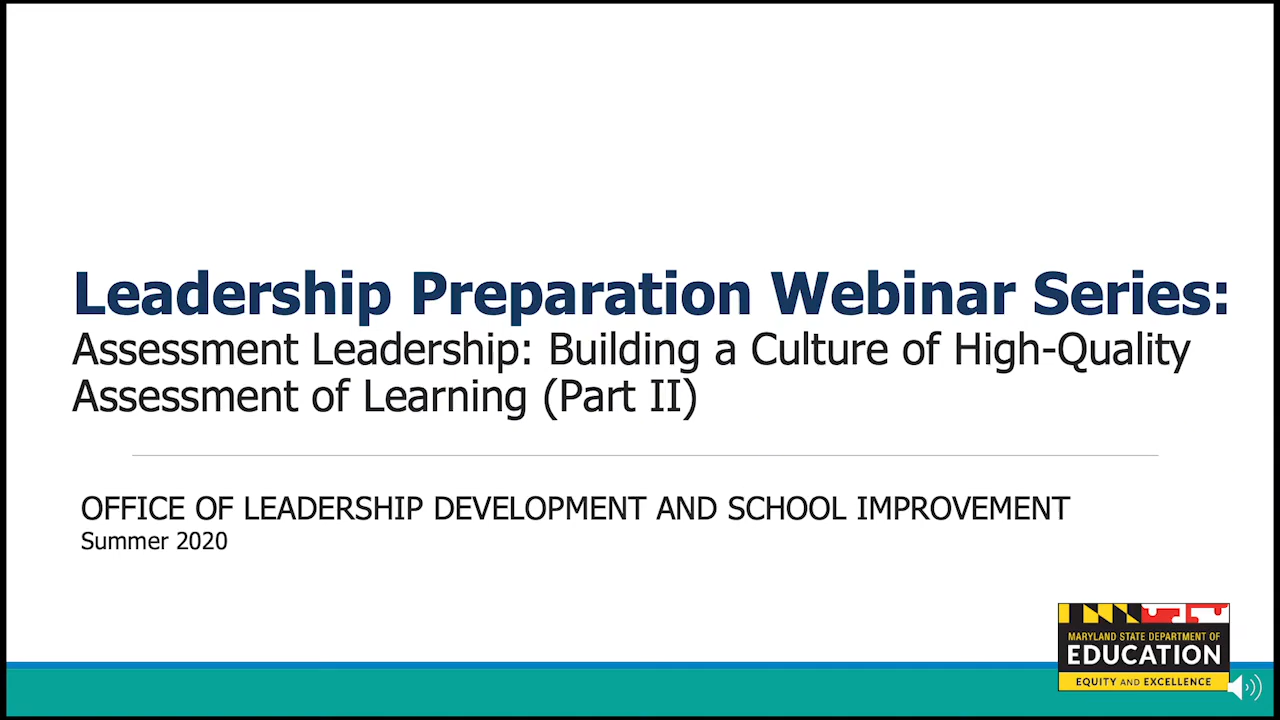 Leadership Preparation Webinar Series:
Assessment Leadership: Building a Culture of High-Quality
Assessment of Learning (Part II)
OFFICE OF LEADERSHIP DEVELOPMENT AND SCHOOL IMPROVEMENT
Summer 2020
MARYLAND STATE DEPARTMENT OF
EDUCATION
EQUITY AND EXCELLENCE